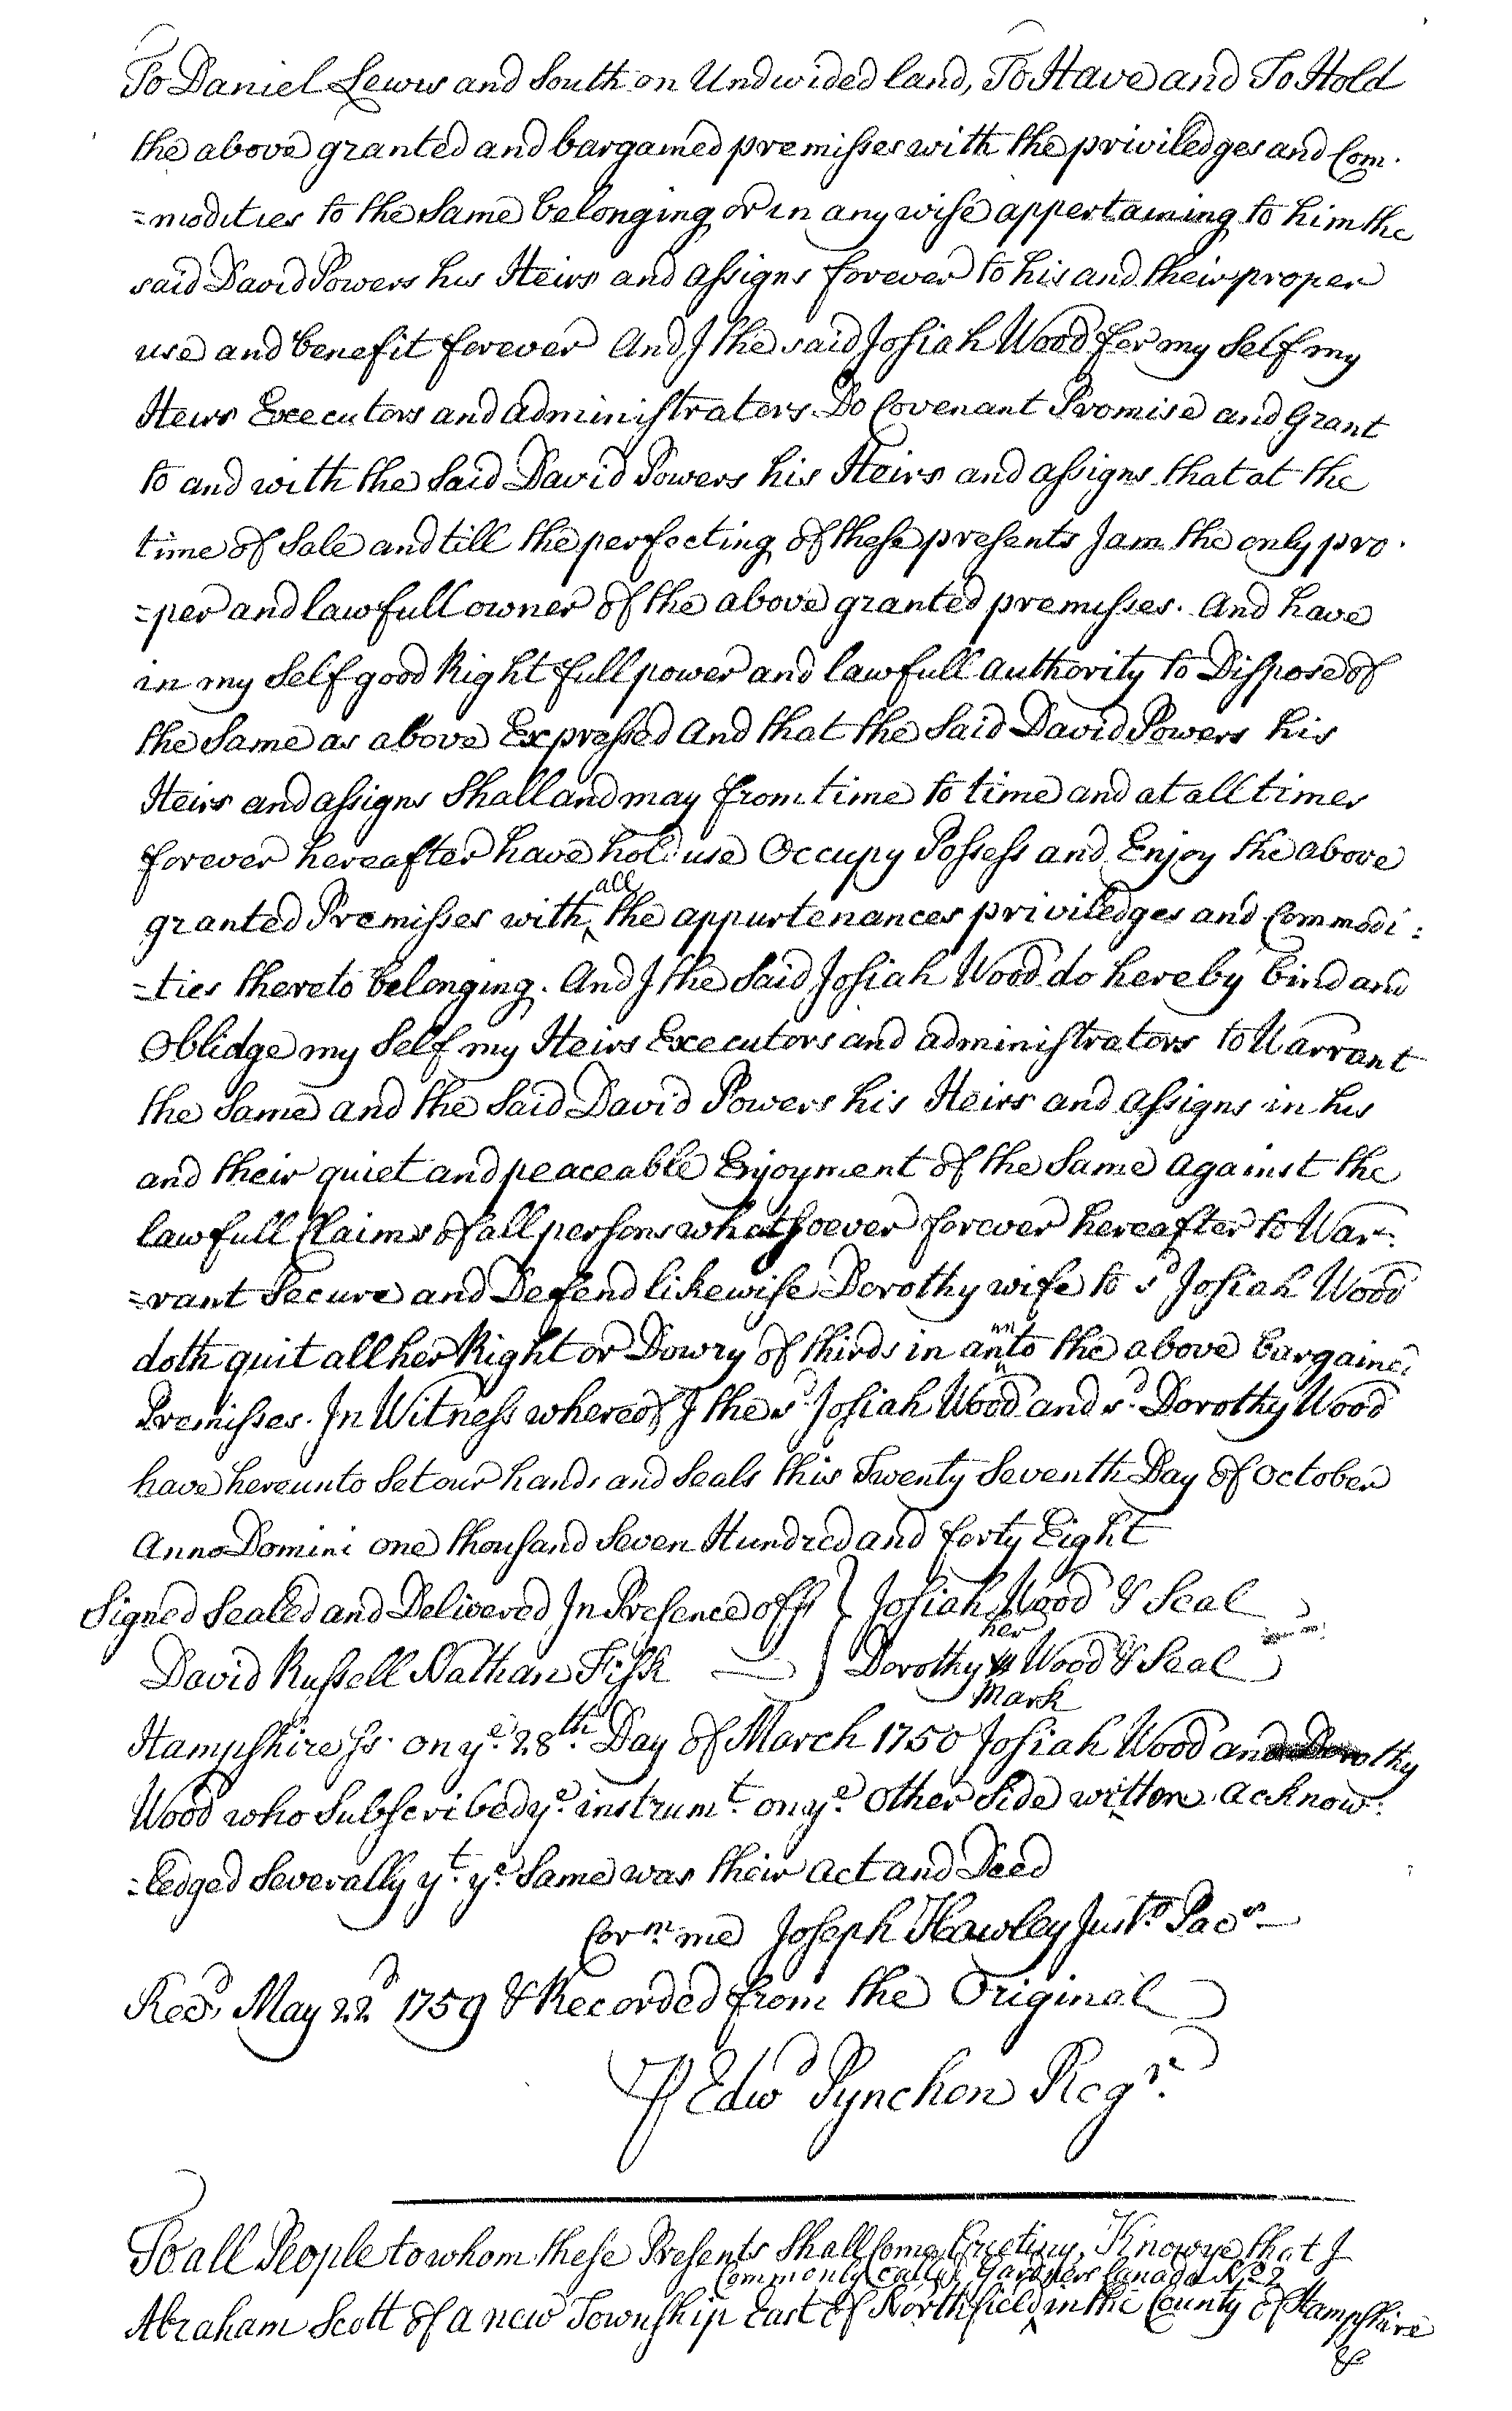 To Daniel Lewis and South on Undivided land, To Have and To Hold
the above granted and bargained premisses with the priviledges and Com.
=modities to the Same belonging or in any wise appertaining to him the
said David Powers his Heirs and assigns forever to his and their proper
use and benefit forever And I the said Josiah Wood for my Self my
Heirs Executors and administrators Do Covenant Promise and Grant
to and with the Said David Powers his Heirs and assigns that at the
time of Sale and till the perfecting of these presents I am the only pro.
=per and lawfull owner of the above granted premisses. And have
in my Self good Right full power and lawfull authority to Dispose of
the Same as above Expressed And that the Said David Powers his
Heirs and assigns Shall and may from time to time and at all times
forever hereafter have hold use Occupy Possess and Enjoy the above
granted Premisses with all the appurtenances priviledges and Commodi:
=ties thereto belonging. And I the Said Josiah Wood do hereby bind and
Oblidge my Self my Heirs Executors and administrators to Warrant
the Same and the Said David Powers his Heirs and assigns in his
and their quiet and peaceable Enjoyment of the Same against the
lawfull Claims of all persons whatsoever forever hereafter to War:
=rant Secure and Defend likewise Dorothy wife to sd Josiah Wood
doth quit all her Right or Dowry of thirds in an unto the above bargained
Premisses. In Witness whereof I the sd. Josiah Wood and sd. Dorothy Wood
have hereunto Set our hands and Seals this Twenty Seventh Day of October
Anno Domini one thousand Seven Hundred and forty Eight
Signed Sealed and Delivered In Presence off } Josiah Wood & Seal
David Russell Nathan Fisk } Dorothy her Mark Wood & Seal
Hampshire ss. on ye. 28th. Day of March 1750 Josiah Wood and Dorothy
Wood who Subscribed ye. instrumt. on ye. Other Side written acknow:
=ledged Severally yt. ye. Same was their act and Deed
Corm. me Joseph Hawley Justo Pacs
Recd. May 22d 1759 & Recorded from the Original
P Edwd Pynchon Regr.
To all People to whom these Presents Shall Come Greeting, Know ye that I
Commonly called Gardners Canada No 2
Abraham Scott of a new Township East of Northfield in the County of Hampshire
&c